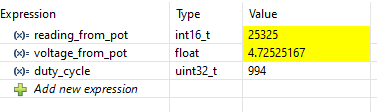 Expression Type Value
(x)= reading_from_pot int16_t 25325
(x)= voltage_from_pot float 4.72525167
(x)= duty_cycle uint32_t 994
Add new expression